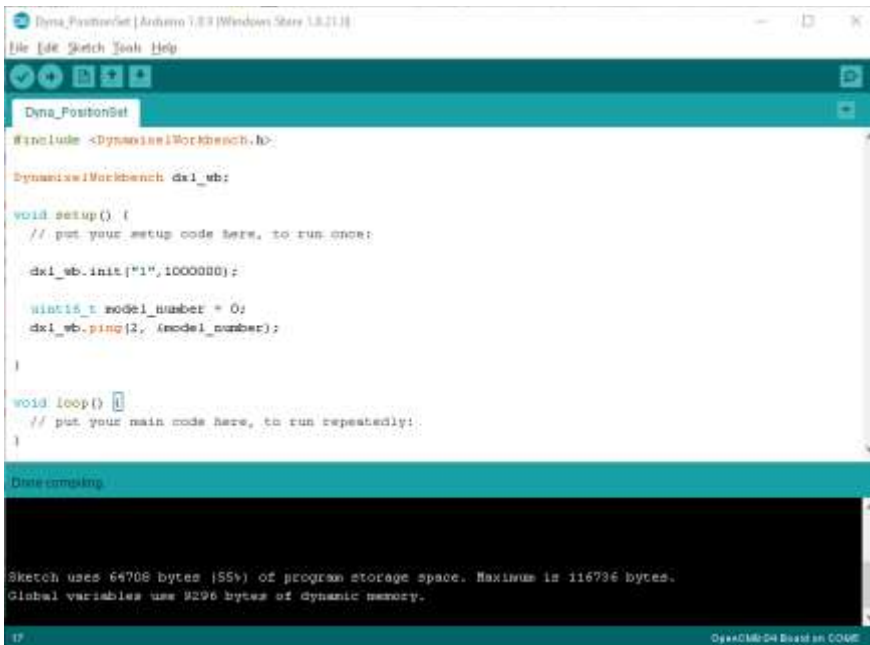 Dyna_PositionSet | Arduino 1.8.9 (Windows Store 1.8.21.0)
File Edit Sketch Tools Help
Dyna_PositionSet
#include <DynamixelWorkbench.h>
DynamixelWorkbench dxl_wb;
void setup() {
// put your setup code here, to run once:
dxl_wb.init("1",1000000);
uint16_t model_number = 0;
dxl_wb.ping(2, &model_number);
}
void loop() {
// put your main code here, to run repeatedly:
}
Done compiling.
Sketch uses 64708 bytes (55%) of program storage space. Maximum is 116736 bytes.
Global variables use 9296 bytes of dynamic memory.
17
OpenCM9.04 Board on